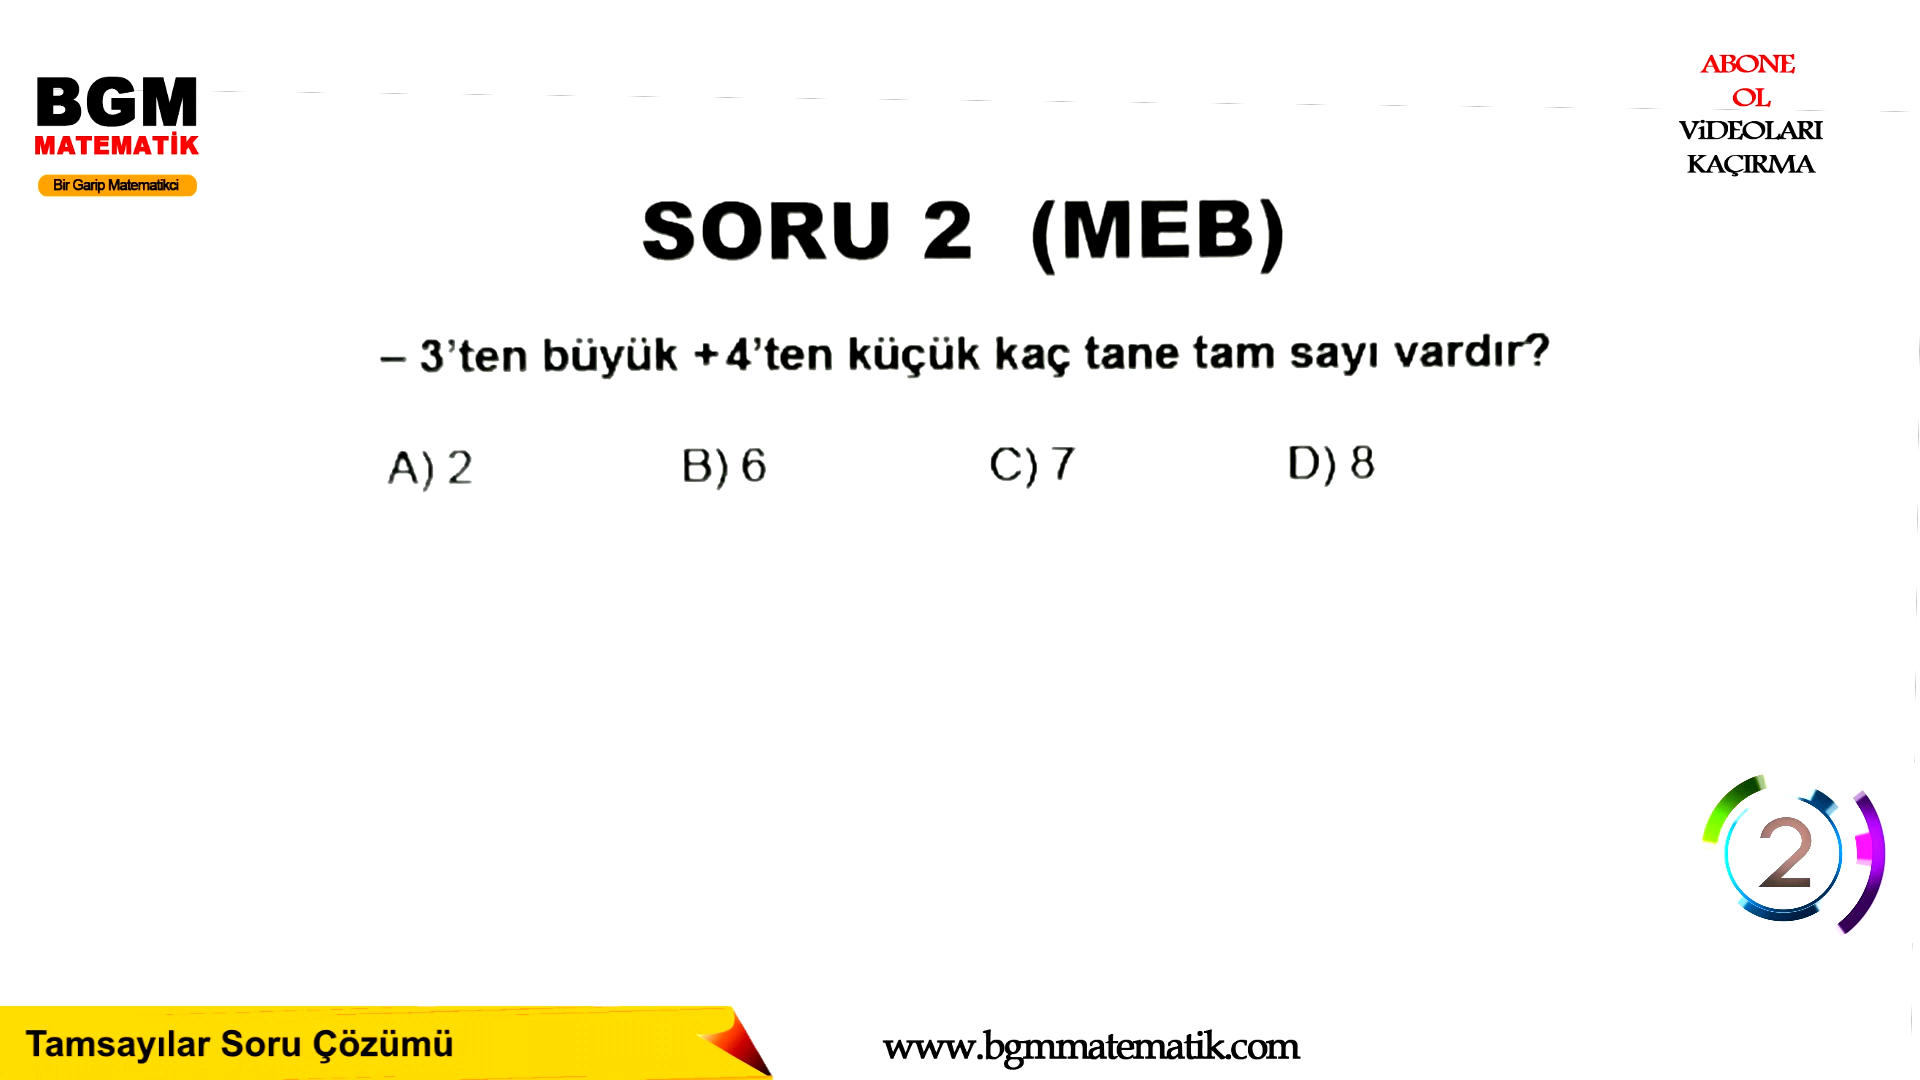 BGM
MATEMATİK
Bir Garip Matematikci
ABONE
OL
ViDEOLARI
KAÇIRMA
SORU 2 (MEB)
– 3’ten büyük +4’ten küçük kaç tane tam sayı vardır?
A) 2 B) 6 C) 7 D) 8
2
Tamsayılar Soru Çözümü
www.bgmmatematik.com